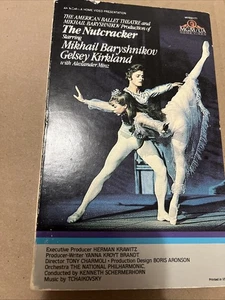 THE AMERICAN BALLET THEATRE and
MIKHAIL BARYSHNIKOV Production of
The Nutcracker
Starring
Mikhail Baryshnikov
Gelsey Kirkland
with Alexander Minz
MGM/UA
Executive Producer HERMAN KRAWITZ
Producer-Writer YANNA KROYT BRANDT
Director TONY CHARMOLI • Production Design BORIS ARONSON
Orchestra THE NATIONAL PHILHARMONIC
Conducted by KENNETH SCHERMERHORN
Music by TCHAIKOVSKY